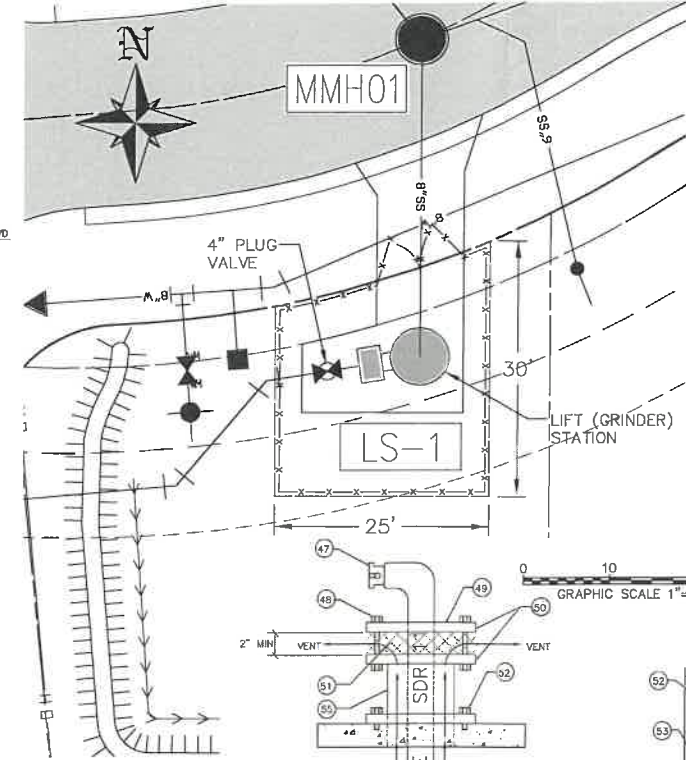 N
MMH01
6"SS
8"SS
8
4" PLUG
VALVE
8"W
30'
LIFT (GRINDER)
STATION
LS-1
25'
47
48
49
50
0 10
GRAPHIC SCALE 1"=
2" MIN
VENT
VENT
51
SDR
52
55
52
53